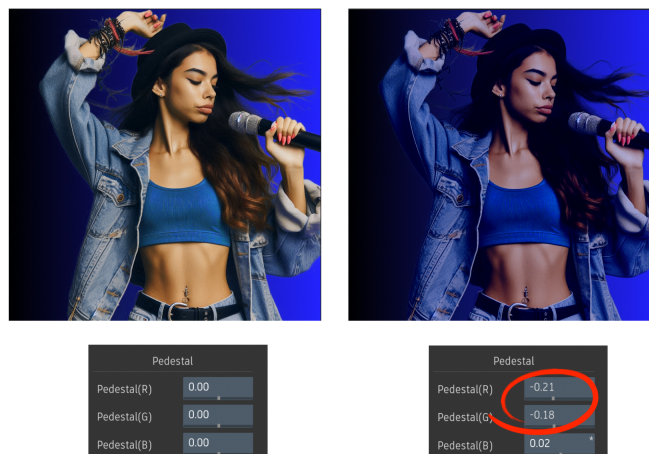 Pedestal
Pedestal(R) 0.00
Pedestal(G) 0.00
Pedestal(B) 0.00
Pedestal
Pedestal(R) -0.21
Pedestal(G) -0.18
Pedestal(B) 0.02 *